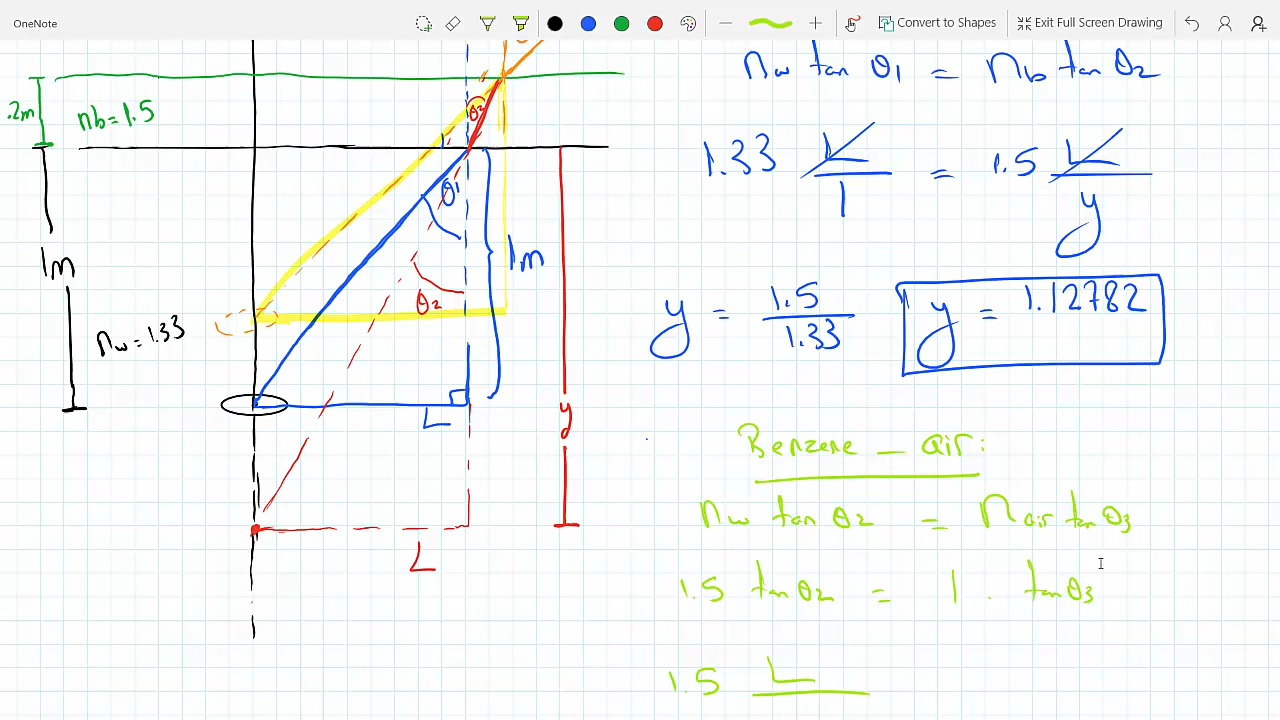 OneNote
Convert to Shapes
Exit Full Screen Drawing
.2m
nb = 1.5
θ2
1m
nw = 1.33
θ1
1m
θ2
L
y
L
nw tan θ1 = nb tan θ2
1.33 L/1 = 1.5 L/y
y = 1.5/1.33
y = 1.12782
Benzene - air:
nw tan θ2 = nair tan θ3
1.5 tan θ2 = 1 . tan θ3
1.5 L